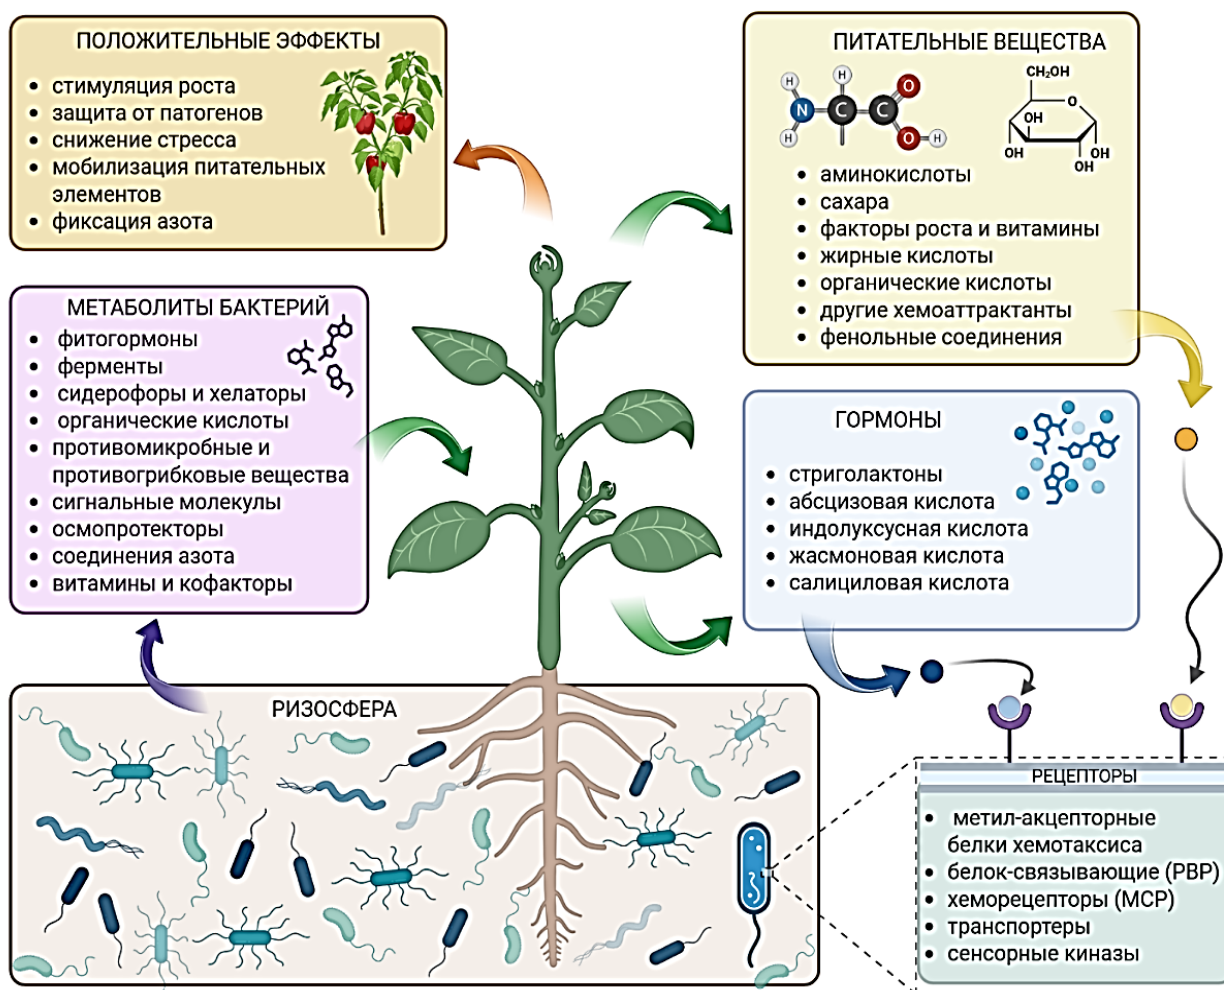 ПОЛОЖИТЕЛЬНЫЕ ЭФФЕКТЫ
• стимуляция роста
• защита от патогенов
• снижение стресса
• мобилизация питательных
элементов
• фиксация азота
ПИТАТЕЛЬНЫЕ ВЕЩЕСТВА
H
H
N
C
C
O
H
O
H
CH₂OH
O
OH
OH
OH
OH
• аминокислоты
• сахара
• факторы роста и витамины
• жирные кислоты
• органические кислоты
• другие хемоаттрактанты
• фенольные соединения
МЕТАБОЛИТЫ БАКТЕРИЙ
• фитогормоны
• ферменты
• сидерофоры и хелаторы
• органические кислоты
• противомикробные и
противогрибковые вещества
• сигнальные молекулы
• осмопротекторы
• соединения азота
• витамины и кофакторы
ГОРМОНЫ
• стриголактоны
• абсцизовая кислота
• индолуксусная кислота
• жасмоновая кислота
• салициловая кислота
РИЗОСФЕРА
РЕЦЕПТОРЫ
• метил-акцепторные
белки хемотаксиса
• белок-связывающие (PBP)
• хеморецепторы (MCP)
• транспортеры
• сенсорные киназы